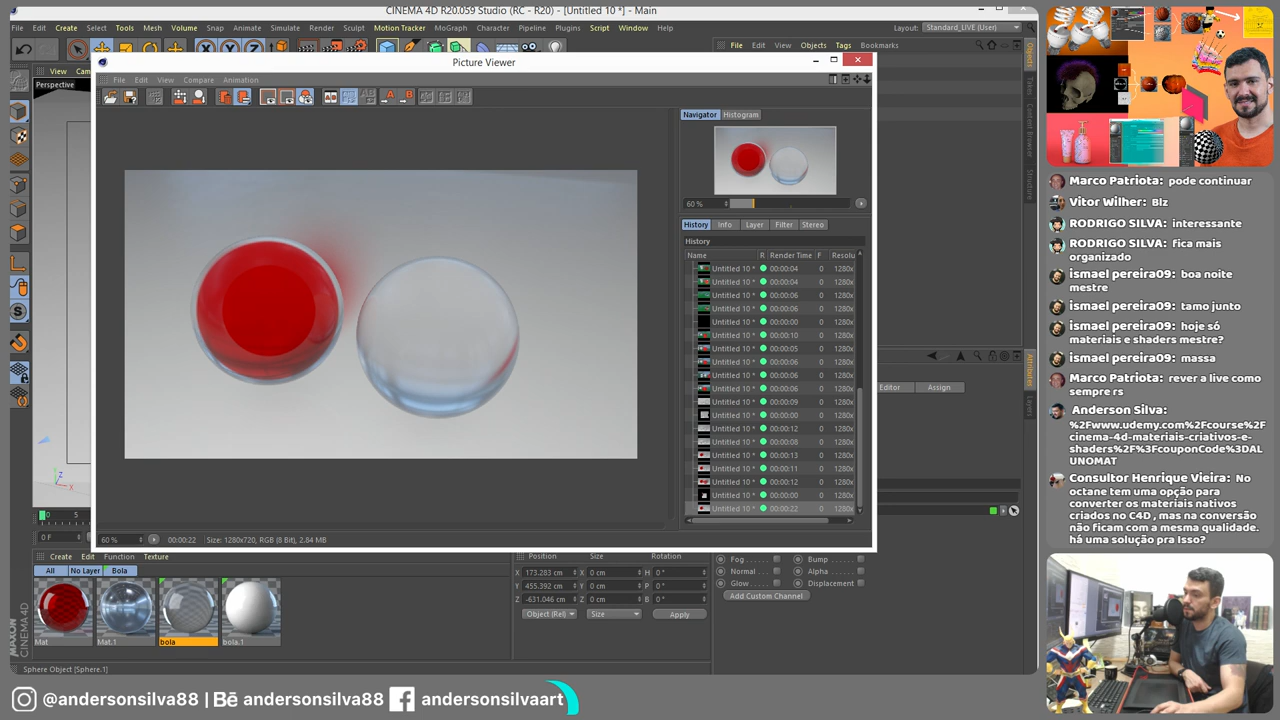 CINEMA 4D R20.059 Studio (RC - R20) - [Untitled 10 *] - Main
File Edit Create Select Tools Mesh Volume Snap Animate Simulate Render Sculpt Motion Tracker MoGraph Character Pipeline Plugins Script Window Help
Layout: Standard_LIVE (User)
File Edit View Objects Tags Bookmarks
View Cam
Perspective
Picture Viewer
File Edit View Compare Animation
Navigator Histogram
60 %
History Info Layer Filter Stereo
History
Name R Render Time F Resolu
Untitled 10 * 00:00:04 0 1280x
Untitled 10 * 00:00:04 0 1280x
Untitled 10 * 00:00:06 0 1280x
Untitled 10 * 00:00:06 0 1280x
Untitled 10 * 00:00:00 0 1280x
Untitled 10 * 00:00:10 0 1280x
Untitled 10 * 00:00:05 0 1280x
Untitled 10 * 00:00:06 0 1280x
Untitled 10 * 00:00:06 0 1280x
Untitled 10 * 00:00:06 0 1280x
Untitled 10 * 00:00:09 0 1280x
Untitled 10 * 00:00:00 0 1280x
Untitled 10 * 00:00:12 0 1280x
Untitled 10 * 00:00:08 0 1280x
Untitled 10 * 00:00:13 0 1280x
Untitled 10 * 00:00:11 0 1280x
Untitled 10 * 00:00:12 0 1280x
Untitled 10 * 00:00:00 0 1280x
Untitled 10 * 00:00:22 0 1280x
60 % 00:00:22 Size: 1280x720, RGB (8 Bit), 2.84 MB
Objects
Takes
Content Browser
Structure
Attributes
Layers
Editor Assign
0 5
0 F
Create Edit Function Texture
All No Layer Bola
Mat Mat.1 bola bola.1
MAXON CINEMA4D
Position Size Rotation
X 173.283 cm X 0 cm H 0 °
Y 455.392 cm Y 0 cm P 0 °
Z -631.046 cm Z 0 cm B 0 °
Object (Rel) Size Apply
Fog Bump
Normal Alpha
Glow Displacement
Add Custom Channel
Sphere Object [Sphere.1]
Marco Patriota: pode continuar
Vitor Wilher: Blz
RODRIGO SILVA: interessante
RODRIGO SILVA: fica mais
organizado
ismael pereira09: boa noite
mestre
ismael pereira09: tamo junto
ismael pereira09: hoje só
materiais e shaders mestre?
ismael pereira09: massa
Marco Patriota: rever a live como
sempre rs
Anderson Silva:
%2Fwww.udemy.com%2Fcourse%2F
cinema-4d-materiais-criativos-e-
shaders%2F%3FcouponCode%3DAL
UNOMAT
Consultor Henrique Vieira: No
octane tem uma opção para
converter os materiais nativos
criados no C4D , mas na conversão
não ficam com a mesma qualidade.
há uma solução pra Isso?
@andersonsilva88 | Bē andersonsilva88 andersonsilvaart